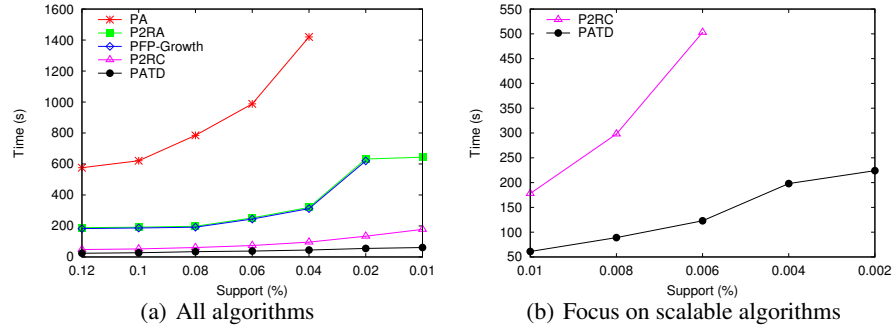 1600
1400
1200
1000
800
600
400
200
0
Time (s)
PA
P2RA
PFP-Growth
P2RC
PATD
0.12 0.1 0.08 0.06 0.04 0.02 0.01
Support (%)
(a) All algorithms
550
500
450
400
350
300
250
200
150
100
50
Time (s)
P2RC
PATD
0.01 0.008 0.006 0.004 0.002
Support (%)
(b) Focus on scalable algorithms